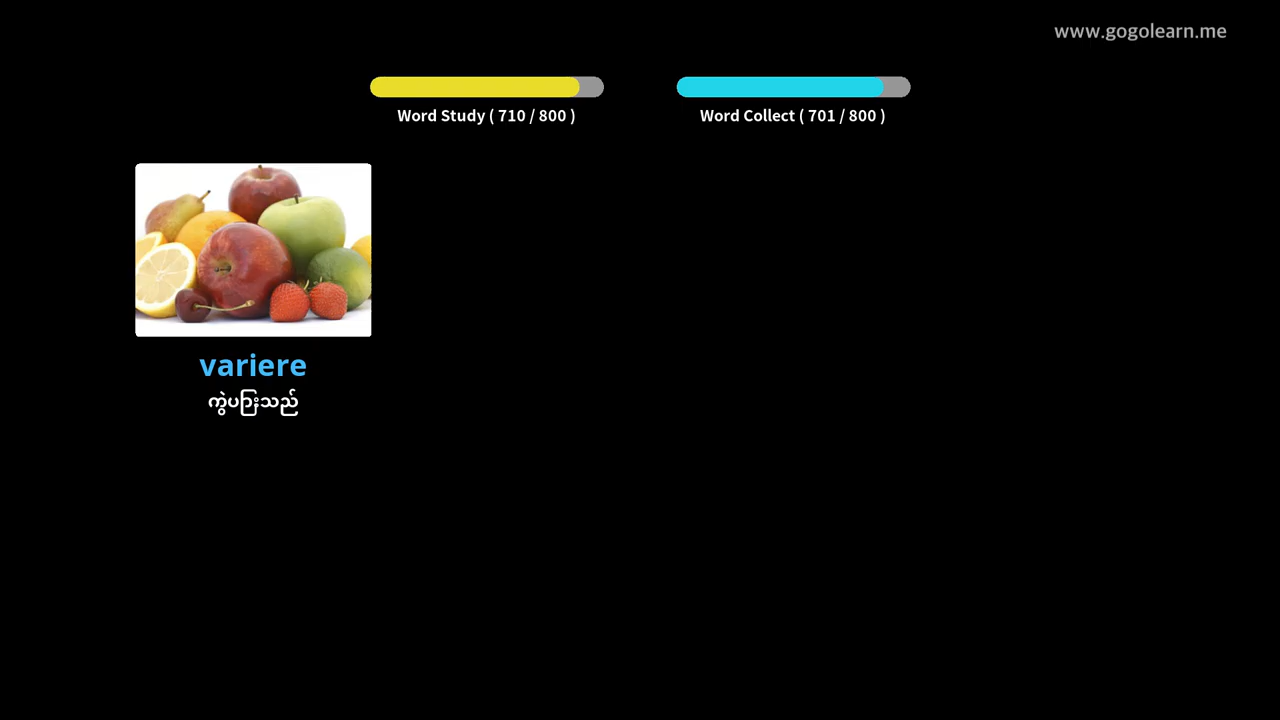 www.gogolearn.me
Word Study ( 710 / 800 )
Word Collect ( 701 / 800 )
variere
ကွဲပြားသည်